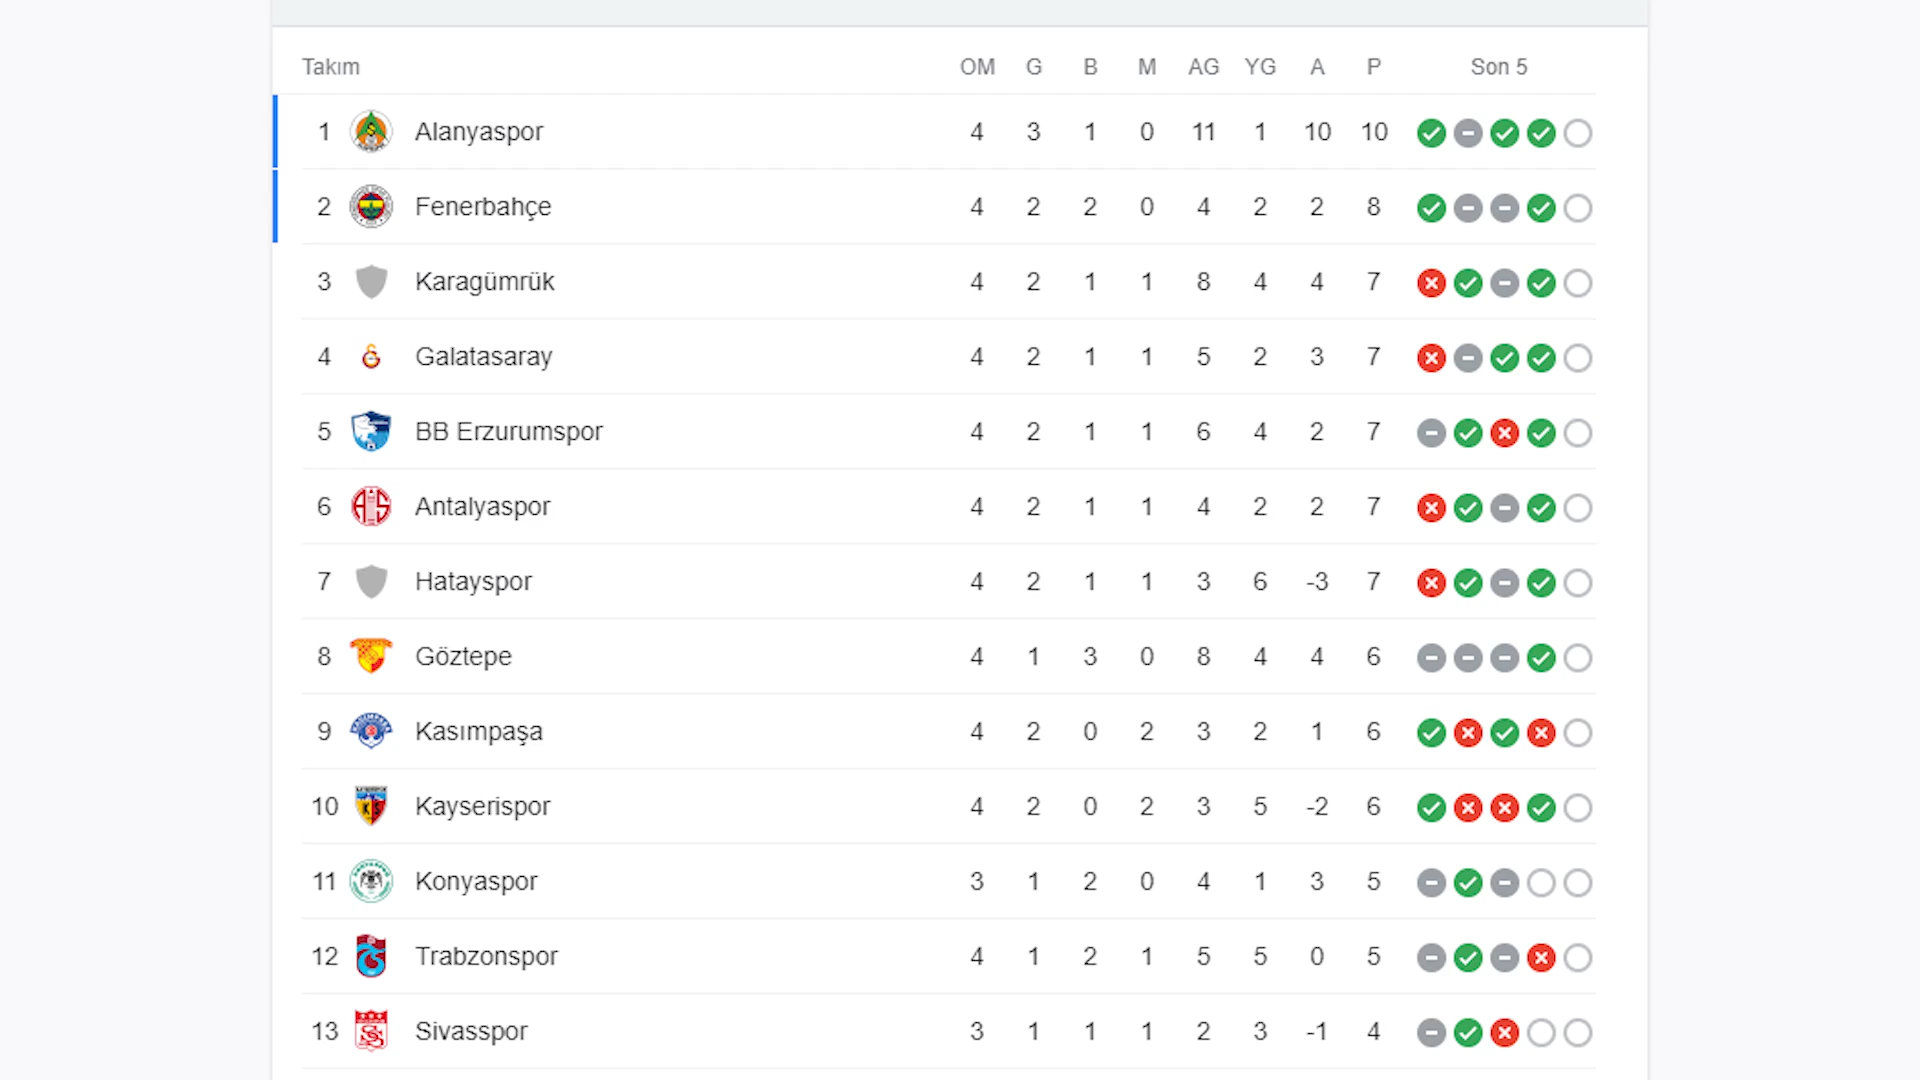 Takım OM G B M AG YG A P Son 5
1 Alanyaspor 4 3 1 0 11 1 10 10
2 Fenerbahçe 4 2 2 0 4 2 2 8
3 Karagümrük 4 2 1 1 8 4 4 7
4 Galatasaray 4 2 1 1 5 2 3 7
5 BB Erzurumspor 4 2 1 1 6 4 2 7
6 Antalyaspor 4 2 1 1 4 2 2 7
7 Hatayspor 4 2 1 1 3 6 -3 7
8 Göztepe 4 1 3 0 8 4 4 6
9 Kasımpaşa 4 2 0 2 3 2 1 6
10 Kayserispor 4 2 0 2 3 5 -2 6
11 Konyaspor 3 1 2 0 4 1 3 5
12 Trabzonspor 4 1 2 1 5 5 0 5
13 Sivasspor 3 1 1 1 2 3 -1 4